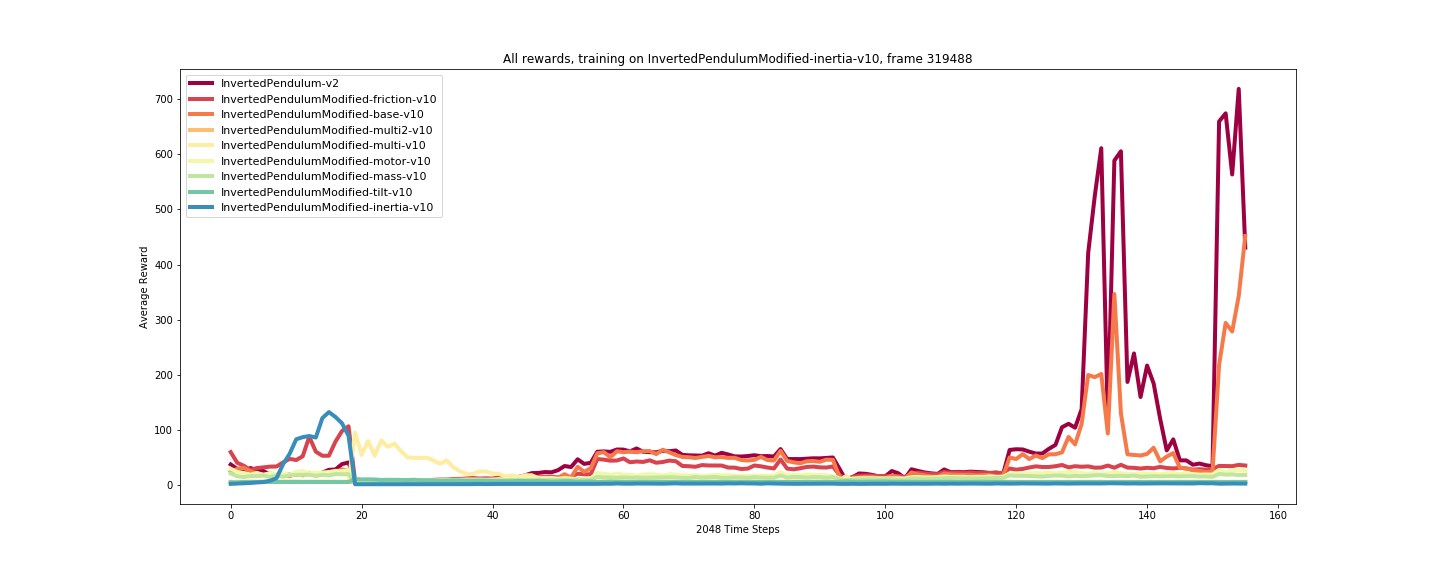 All rewards, training on InvertedPendulumModified-inertia-v10, frame 319488
InvertedPendulum-v2
InvertedPendulumModified-friction-v10
InvertedPendulumModified-base-v10
InvertedPendulumModified-multi2-v10
InvertedPendulumModified-multi-v10
InvertedPendulumModified-motor-v10
InvertedPendulumModified-mass-v10
InvertedPendulumModified-tilt-v10
InvertedPendulumModified-inertia-v10
Average Reward
700
600
500
400
300
200
100
0
0 20 40 60 80 100 120 140 160
2048 Time Steps